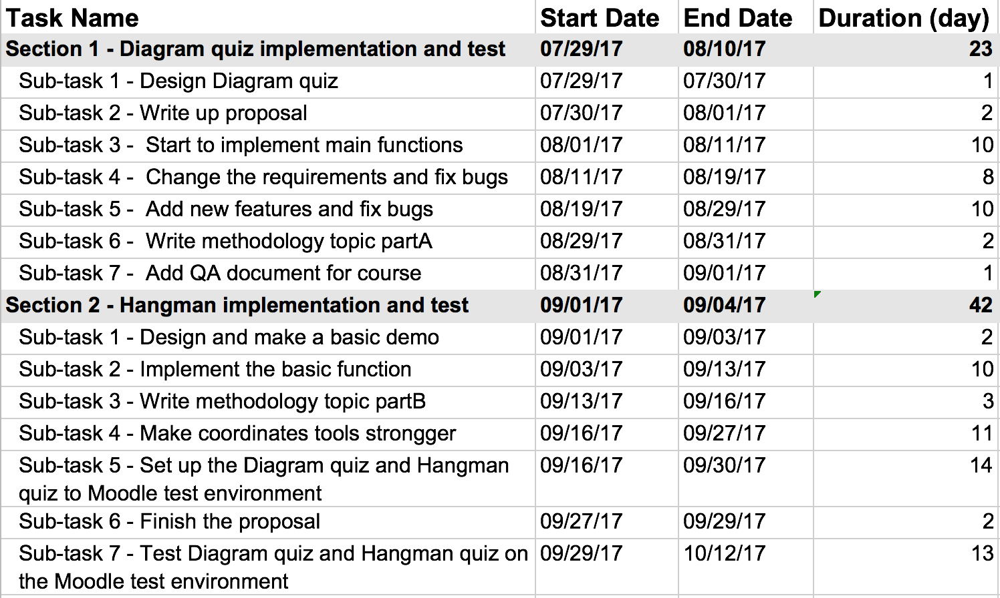 Task Name Start Date End Date Duration (day)
Section 1 - Diagram quiz implementation and test 07/29/17 08/10/17 23
Sub-task 1 - Design Diagram quiz 07/29/17 07/30/17 1
Sub-task 2 - Write up proposal 07/30/17 08/01/17 2
Sub-task 3 -  Start to implement main functions 08/01/17 08/11/17 10
Sub-task 4 -  Change the requirements and fix bugs 08/11/17 08/19/17 8
Sub-task 5 -  Add new features and fix bugs 08/19/17 08/29/17 10
Sub-task 6 -  Write methodology topic partA 08/29/17 08/31/17 2
Sub-task 7 -  Add QA document for course 08/31/17 09/01/17 1
Section 2 - Hangman implementation and test 09/01/17 09/04/17 42
Sub-task 1 - Design and make a basic demo 09/01/17 09/03/17 2
Sub-task 2 - Implement the basic function 09/03/17 09/13/17 10
Sub-task 3 - Write methodology topic partB 09/13/17 09/16/17 3
Sub-task 4 - Make coordinates tools strongger 09/16/17 09/27/17 11
Sub-task 5 - Set up the Diagram quiz and Hangman 09/16/17 09/30/17 14
quiz to Moodle test environment
Sub-task 6 - Finish the proposal 09/27/17 09/29/17 2
Sub-task 7 - Test Diagram quiz and Hangman quiz on 09/29/17 10/12/17 13
the Moodle test environment